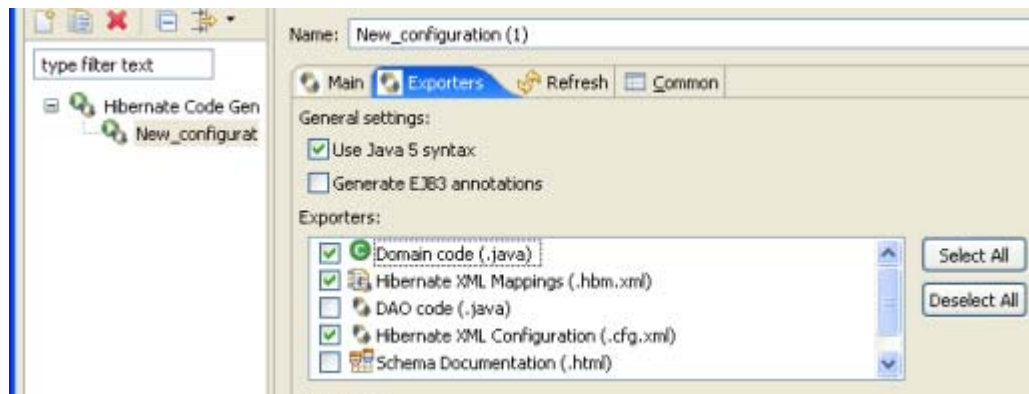 Name: New_configuration (1)
type filter text
Main Exporters Refresh Common
Hibernate Code Gen
New_configurat
General settings:
Use Java 5 syntax
Generate EJB3 annotations
Exporters:
Domain code (.java)
Select All
Hibernate XML Mappings (.hbm.xml)
DAO code (.java)
Deselect All
Hibernate XML Configuration (.cfg.xml)
Schema Documentation (.html)